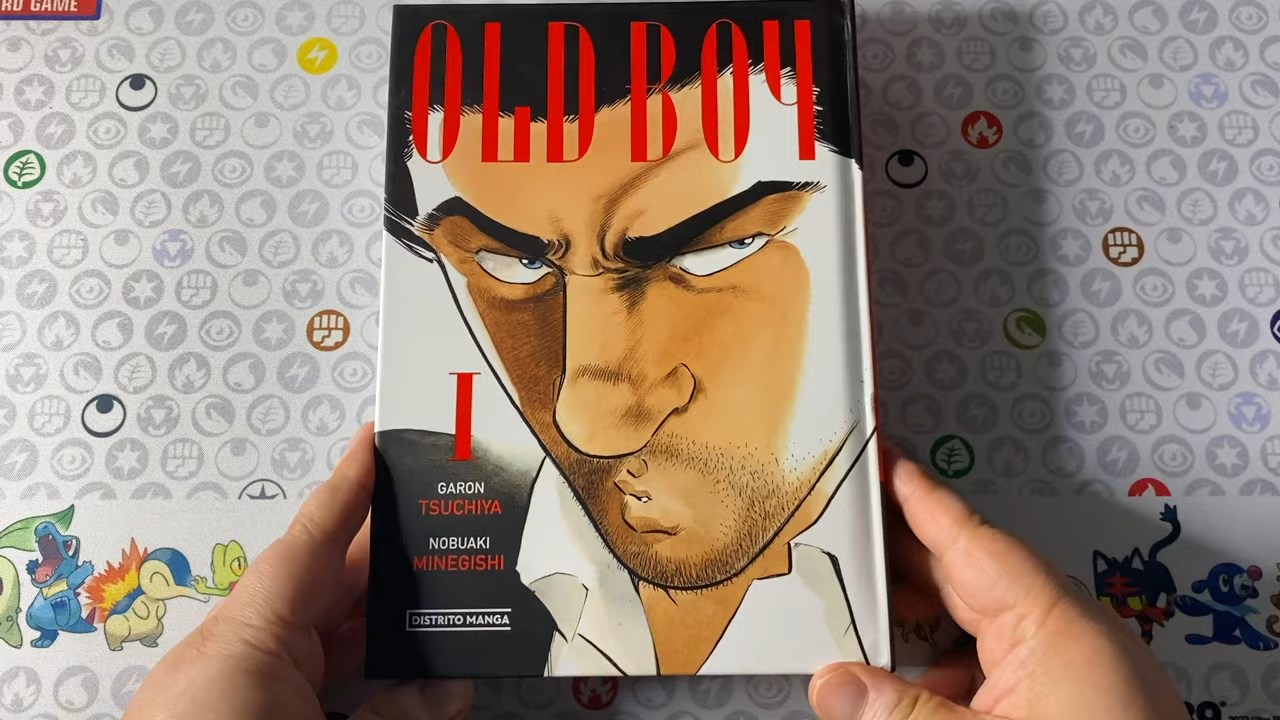 RD GAME
OLD BOY
I
GARON
TSUCHIYA
NOBUAKI
MINEGISHI
DISTRITO MANGA